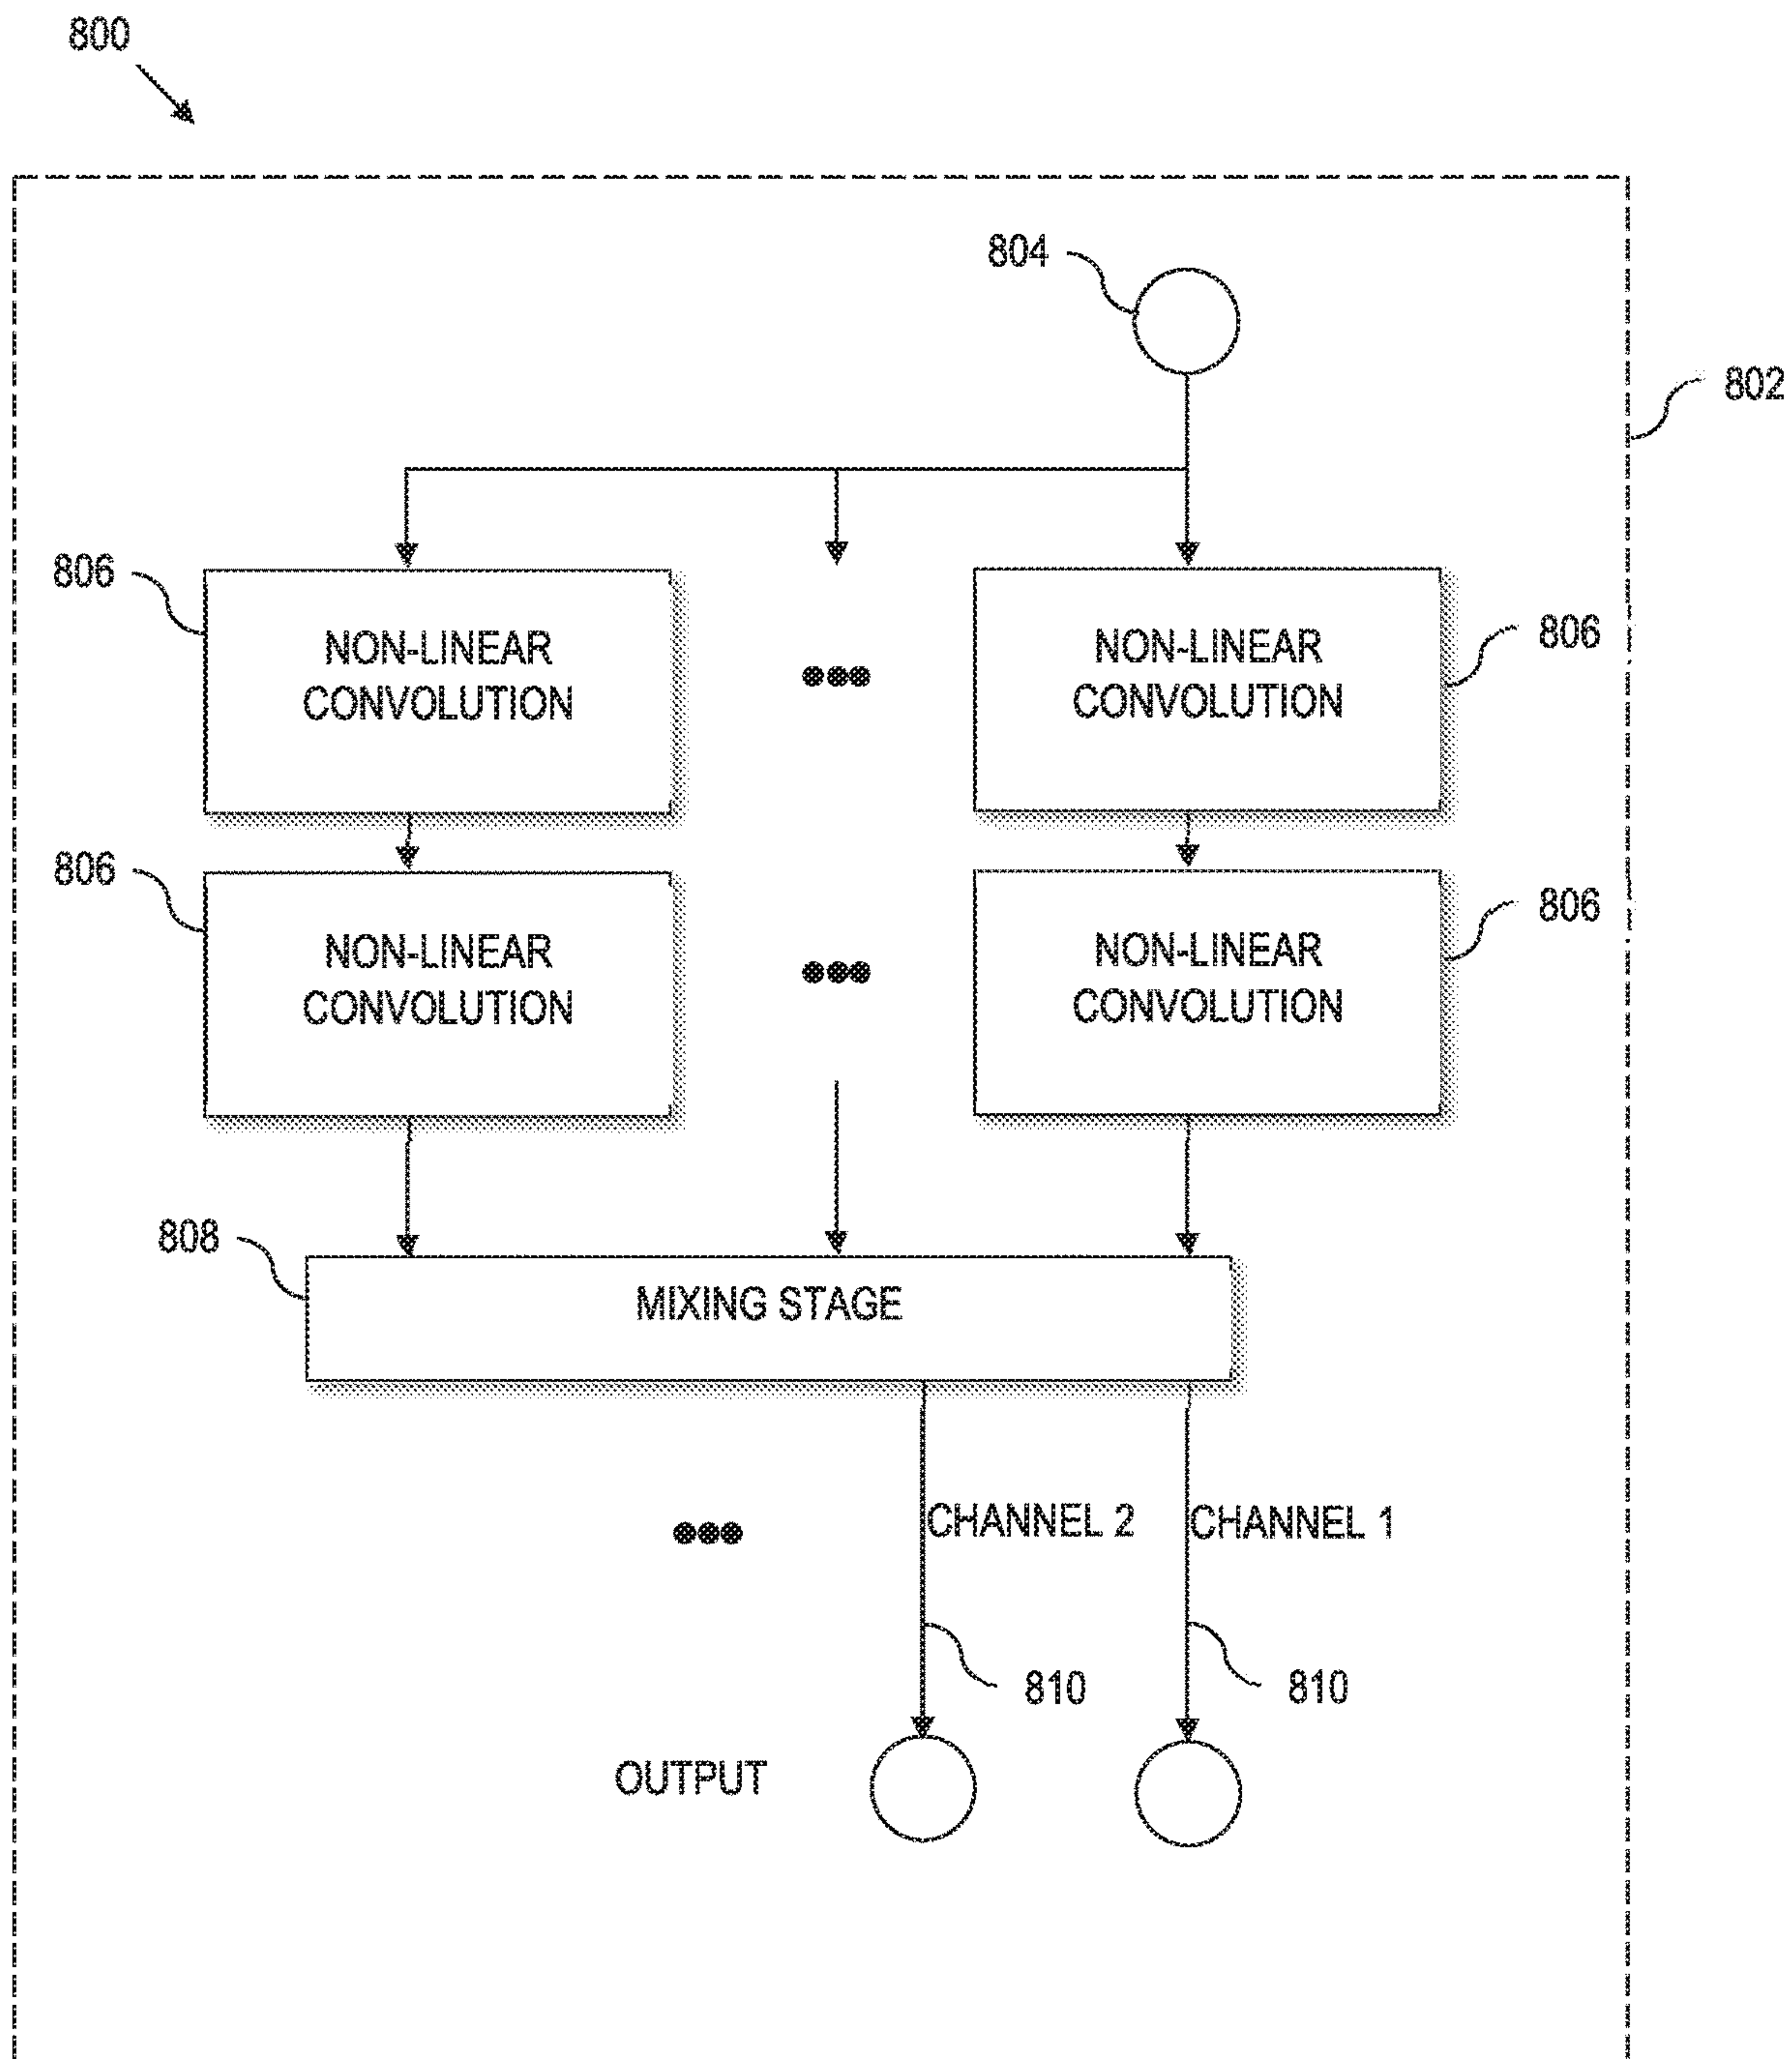 800
804
802
806
NON-LINEAR
CONVOLUTION
NON-LINEAR
CONVOLUTION
806
806
NON-LINEAR
CONVOLUTION
NON-LINEAR
CONVOLUTION
806
808
MIXING STAGE
CHANNEL 2
CHANNEL 1
810
810
OUTPUT